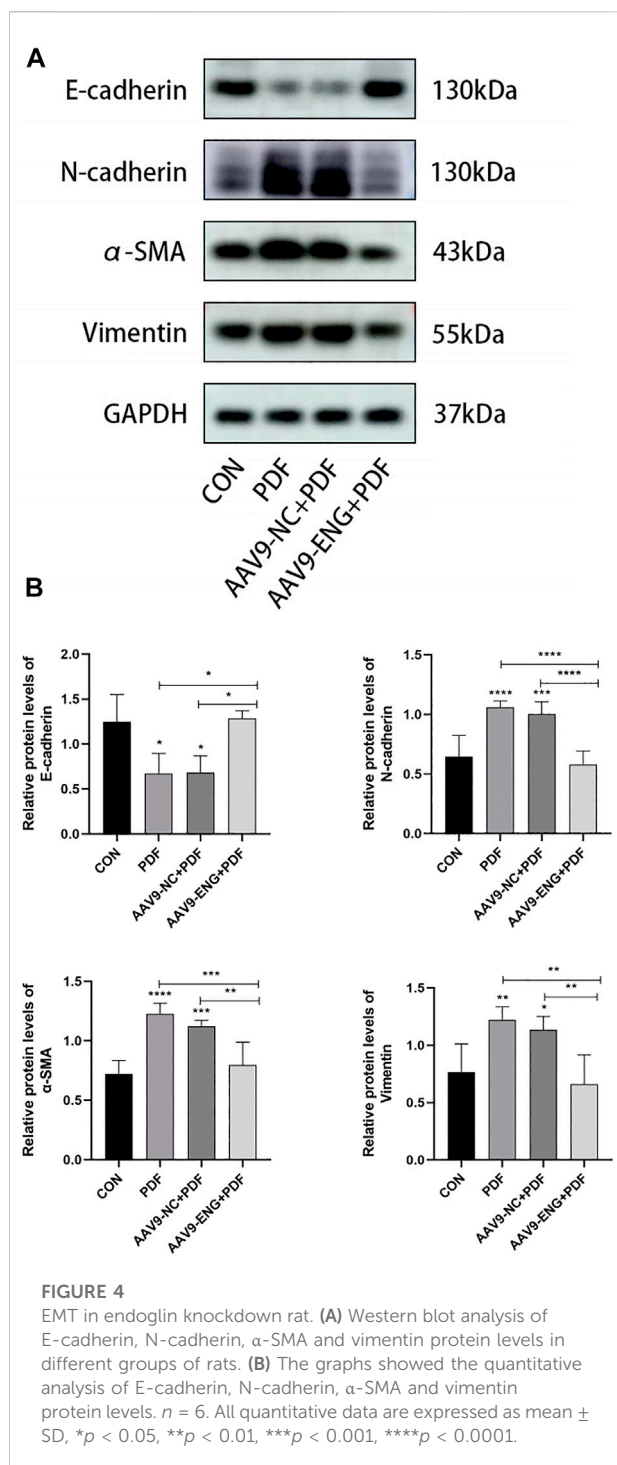 A
E-cadherin 130kDa
N-cadherin 130kDa
α-SMA 43kDa
Vimentin 55kDa
GAPDH 37kDa
CON PDF AAV9-NC+PDF AAV9-ENG+PDF
B
Relative protein levels of
E-cadherin
2.0
1.5
1.0
0.5
0.0
*
*
*
*
CON PDF AAV9-NC+PDF AAV9-ENG+PDF
Relative protein levels of
N-cadherin
1.5
1.0
0.5
0.0
****
****
****
***
CON PDF AAV9-NC+PDF AAV9-ENG+PDF
Relative protein levels of
α-SMA
1.5
1.0
0.5
0.0
***
**
****
***
CON PDF AAV9-NC+PDF AAV9-ENG+PDF
Relative protein levels of
Vimentin
1.5
1.0
0.5
0.0
**
**
**
*
CON PDF AAV9-NC+PDF AAV9-ENG+PDF
FIGURE 4
EMT in endoglin knockdown rat. (A) Western blot analysis of
E-cadherin, N-cadherin, α-SMA and vimentin protein levels in
different groups of rats. (B) The graphs showed the quantitative
analysis of E-cadherin, N-cadherin, α-SMA and vimentin
protein levels. n = 6. All quantitative data are expressed as mean ±
SD, *p < 0.05, **p < 0.01, ***p < 0.001, ****p < 0.0001.